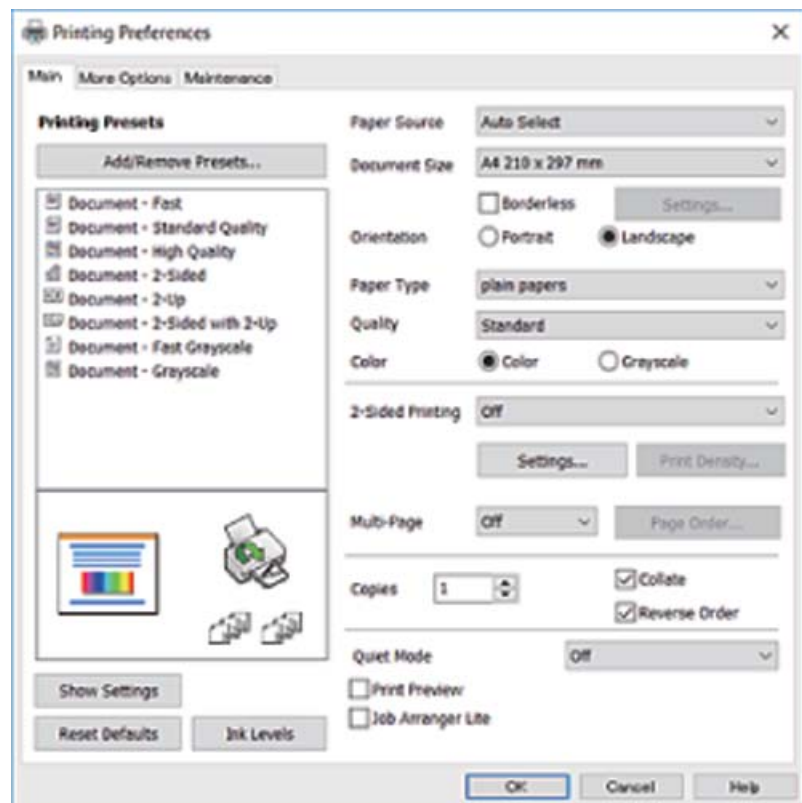 Printing Preferences
Main More Options Maintenance
Printing Presets
Add/Remove Presets...
Document - Fast
Document - Standard Quality
Document - High Quality
Document - 2-Sided
Document - 2-Up
Document - 2-Sided with 2-Up
Document - Fast Grayscale
Document - Grayscale
Show Settings
Reset Defaults Ink Levels
Paper Source Auto Select
Document Size A4 210 x 297 mm
Borderless Settings...
Orientation Portrait Landscape
Paper Type plain papers
Quality Standard
Color Color Grayscale
2-Sided Printing Off
Settings... Print Density...
Multi-Page Off Page Order...
Copies 1 Collate
Reverse Order
Quiet Mode Off
Print Preview
Job Arranger Lite
OK Cancel Help